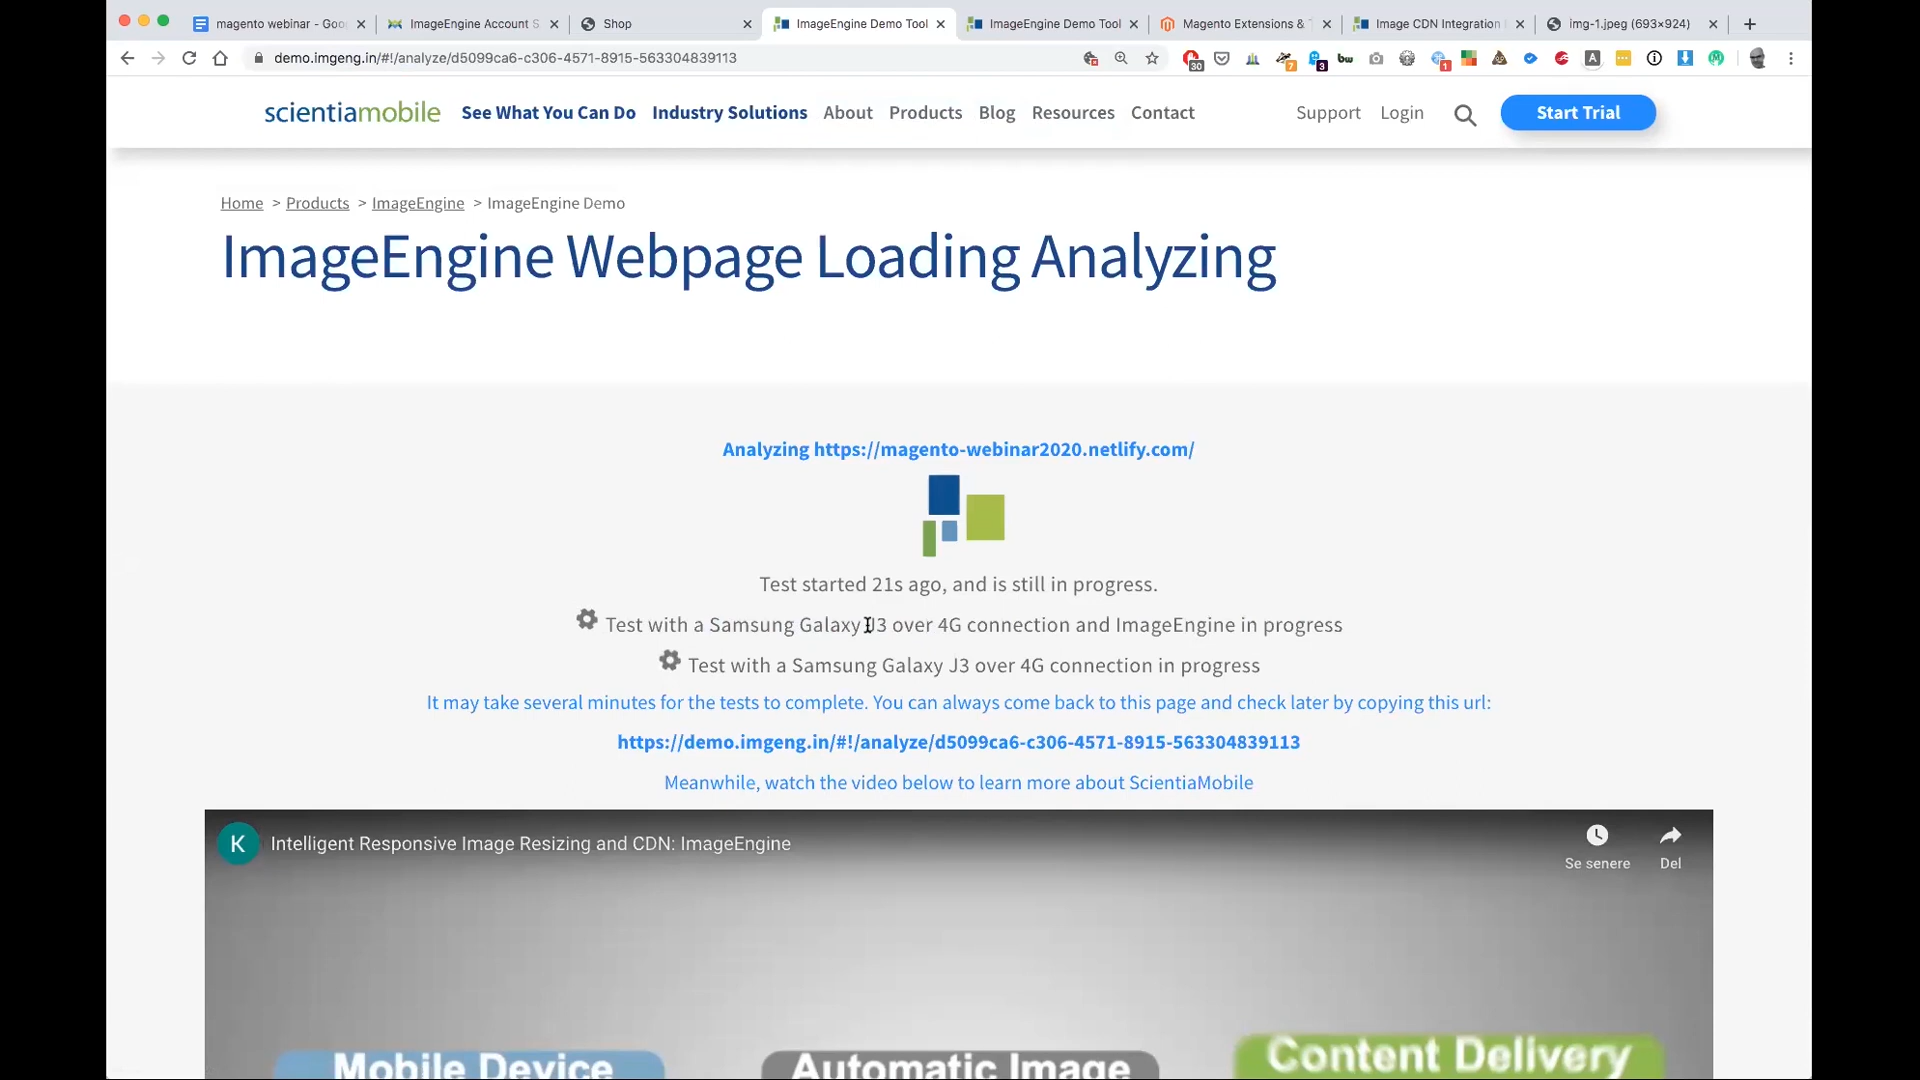 magento webinar - Goo
ImageEngine Account S
Shop
ImageEngine Demo Tool
ImageEngine Demo Tool
Magento Extensions & T
Image CDN Integration
img-1.jpeg (693×924)
demo.imgeng.in/#!/analyze/d5099ca6-c306-4571-8915-563304839113
30
7
3
bw
1
A
scientiamobile
See What You Can Do
Industry Solutions
About
Products
Blog
Resources
Contact
Support
Login
Start Trial
Home > Products > ImageEngine > ImageEngine Demo
ImageEngine Webpage Loading Analyzing
Analyzing https://magento-webinar2020.netlify.com/
Test started 21s ago, and is still in progress.
Test with a Samsung Galaxy J3 over 4G connection and ImageEngine in progress
Test with a Samsung Galaxy J3 over 4G connection in progress
It may take several minutes for the tests to complete. You can always come back to this page and check later by copying this url:
https://demo.imgeng.in/#!/analyze/d5099ca6-c306-4571-8915-563304839113
Meanwhile, watch the video below to learn more about ScientiaMobile
K
Intelligent Responsive Image Resizing and CDN: ImageEngine
Se senere
Del
Mobile Device
Automatic Image
Content Delivery